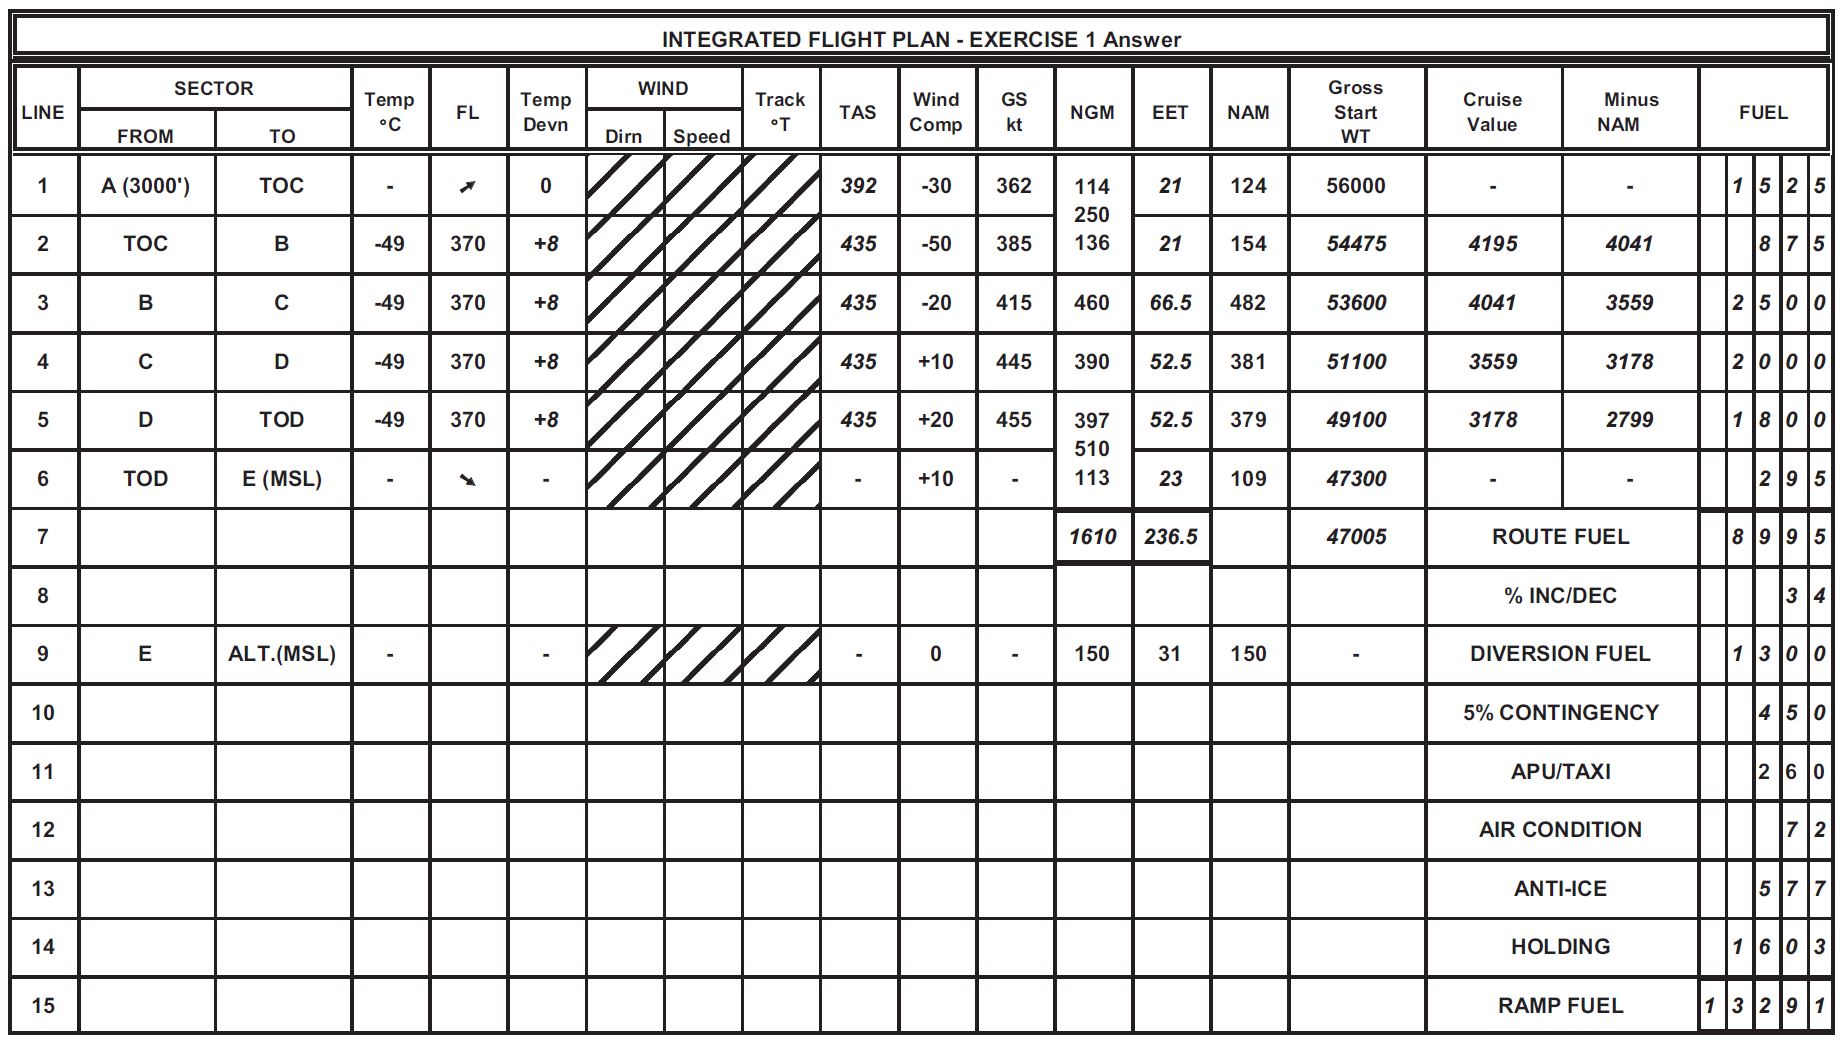 INTEGRATED FLIGHT PLAN - EXERCISE 1 Answer
LINE SECTOR Temp °C FL Temp Devn WIND Track °T TAS Wind Comp GS kt NGM EET NAM Gross Start WT Cruise Value Minus NAM FUEL
FROM TO Dirn Speed
1 A (3000') TOC - 0 392 -30 362 114 21 124 56000 - - 1525
250
2 TOC B -49 370 +8 435 -50 385 136 21 154 54475 4195 4041 875
3 B C -49 370 +8 435 -20 415 460 66.5 482 53600 4041 3559 2500
4 C D -49 370 +8 435 +10 445 390 52.5 381 51100 3559 3178 2000
5 D TOD -49 370 +8 435 +20 455 397 52.5 379 49100 3178 2799 1800
510
6 TOD E (MSL) - - - +10 - 113 23 109 47300 - - 295
7 1610 236.5 47005 ROUTE FUEL 8995
8 % INC/DEC 34
9 E ALT.(MSL) - - - 0 - 150 31 150 - DIVERSION FUEL 1300
10 5% CONTINGENCY 450
11 APU/TAXI 260
12 AIR CONDITION 72
13 ANTI-ICE 577
14 HOLDING 1603
15 RAMP FUEL 13291